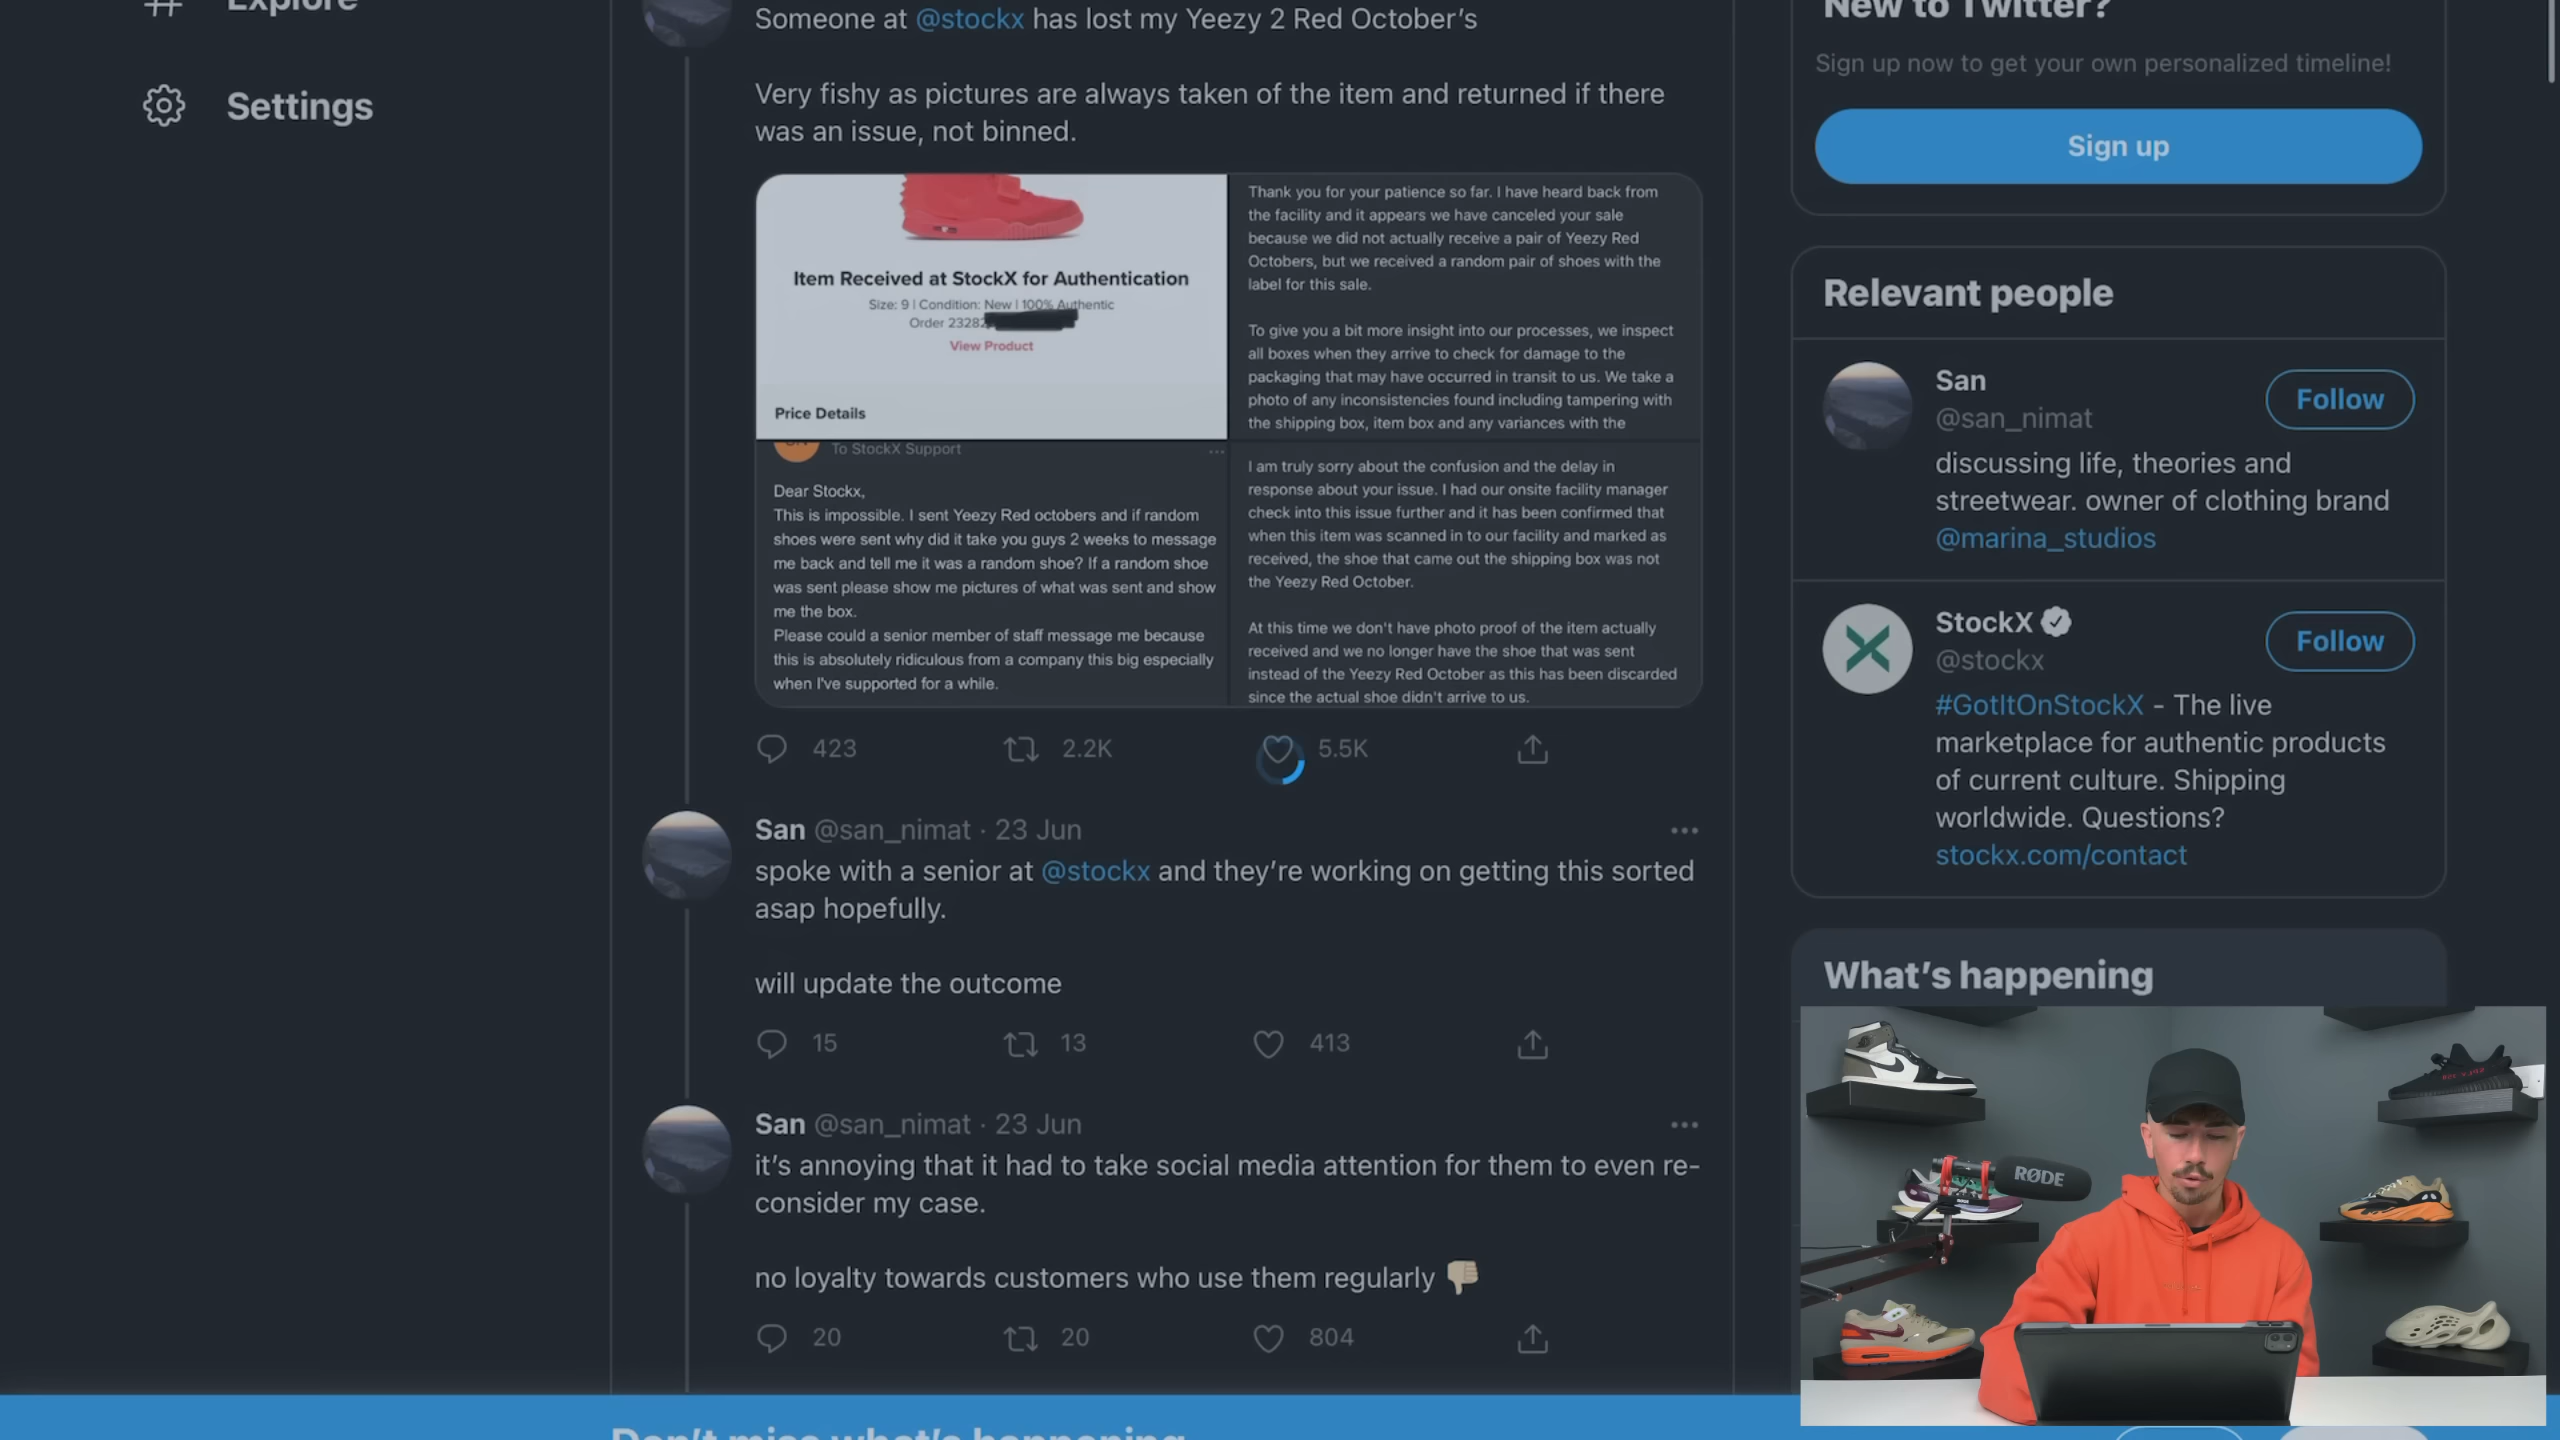 Explore
Settings
Someone at @stockx has lost my Yeezy 2 Red October's
Very fishy as pictures are always taken of the item and returned if there
was an issue, not binned.
Item Received at StockX for Authentication
Size: 9 | Condition: New | 100% Authentic
Order 23282
View Product
Price Details
Thank you for your patience so far. I have heard back from
the facility and it appears we have canceled your sale
because we did not actually receive a pair of Yeezy Red
Octobers, but we received a random pair of shoes with the
label for this sale.
To give you a bit more insight into our processes, we inspect
all boxes when they arrive to check for damage to the
packaging that may have occurred in transit to us. We take a
photo of any inconsistencies found including tampering with
the shipping box, item box and any variances with the
To StockX Support
Dear Stockx,
This is impossible. I sent Yeezy Red octobers and if random
shoes were sent why did it take you guys 2 weeks to message
me back and tell me it was a random shoe? If a random shoe
was sent please show me pictures of what was sent and show
me the box.
Please could a senior member of staff message me because
this is absolutely ridiculous from a company this big especially
when I've supported for a while.
I am truly sorry about the confusion and the delay in
response about your issue. I had our onsite facility manager
check into this issue further and it has been confirmed that
when this item was scanned in to our facility and marked as
received, the shoe that came out the shipping box was not
the Yeezy Red October.
At this time we don't have photo proof of the item actually
received and we no longer have the shoe that was sent
instead of the Yeezy Red October as this has been discarded
since the actual shoe didn't arrive to us.
423 2.2K 5.5K
San @san_nimat · 23 Jun
spoke with a senior at @stockx and they're working on getting this sorted
asap hopefully.
will update the outcome
15 13 413
San @san_nimat · 23 Jun
it's annoying that it had to take social media attention for them to even re-
consider my case.
no loyalty towards customers who use them regularly 👎
20 20 804
New to Twitter?
Sign up now to get your own personalized timeline!
Sign up
Relevant people
San
@san_nimat
Follow
discussing life, theories and
streetwear. owner of clothing brand
@marina_studios
StockX
@stockx
Follow
#GotItOnStockX - The live
marketplace for authentic products
of current culture. Shipping
worldwide. Questions?
stockx.com/contact
What's happening
RØDE
Don't miss what's happening